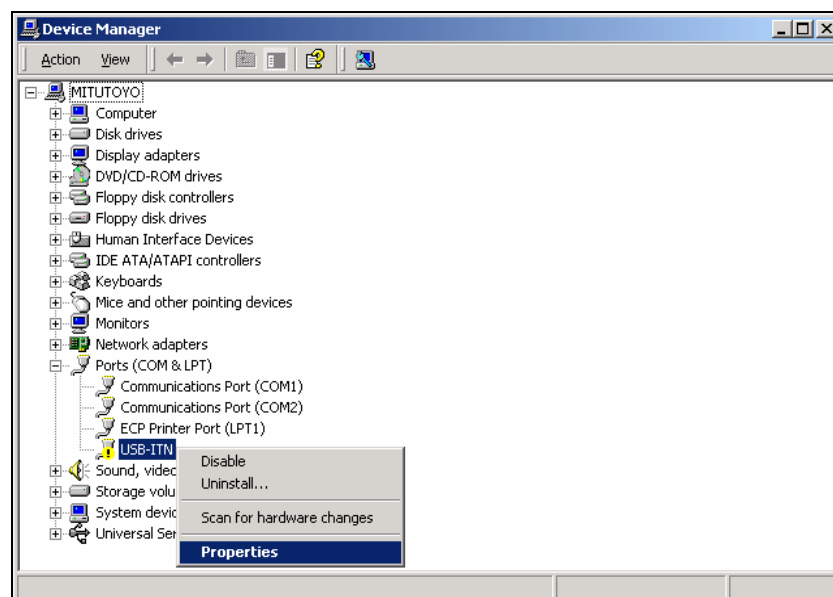 Device Manager
Action View
MITUTOYO
Computer
Disk drives
Display adapters
DVD/CD-ROM drives
Floppy disk controllers
Floppy disk drives
Human Interface Devices
IDE ATA/ATAPI controllers
Keyboards
Mice and other pointing devices
Monitors
Network adapters
Ports (COM & LPT)
Communications Port (COM1)
Communications Port (COM2)
ECP Printer Port (LPT1)
USB-ITN
Disable
Sound, videc
Uninstall...
Storage volu
System devic
Scan for hardware changes
Universal Ser
Properties